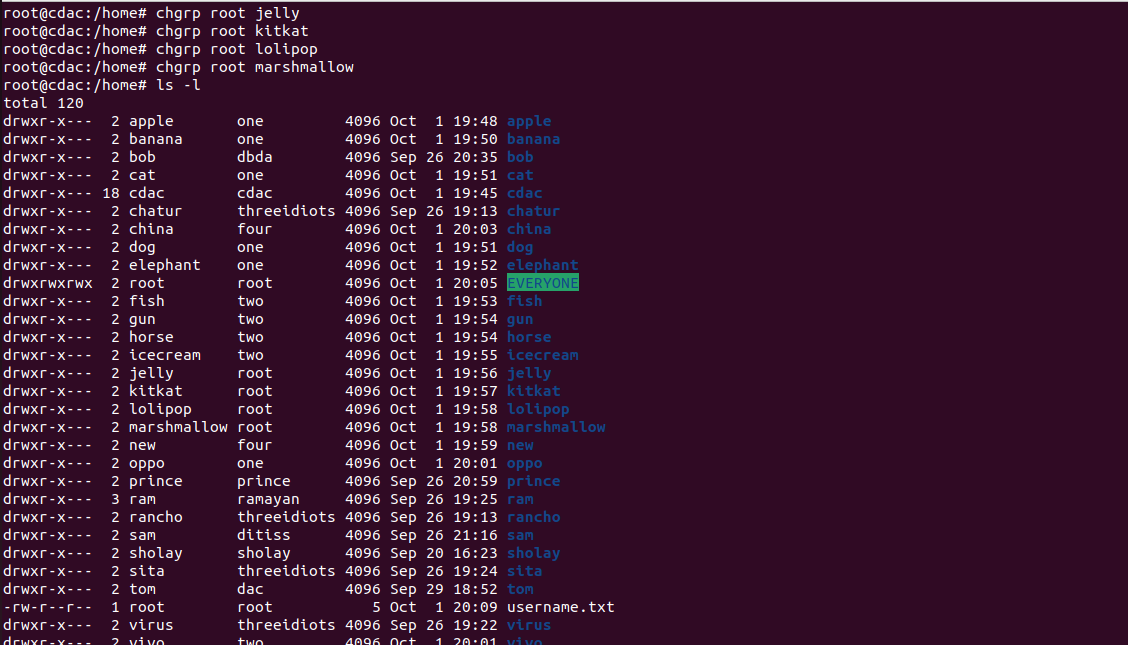 root@cdac:/home# chgrp root jelly
root@cdac:/home# chgrp root kitkat
root@cdac:/home# chgrp root lolipop
root@cdac:/home# chgrp root marshmallow
root@cdac:/home# ls -l
total 120
drwxr-x---  2 apple       one         4096 Oct  1 19:48 apple
drwxr-x---  2 banana      one         4096 Oct  1 19:50 banana
drwxr-x---  2 bob         dbda        4096 Sep 26 20:35 bob
drwxr-x---  2 cat         one         4096 Oct  1 19:51 cat
drwxr-x--- 18 cdac        cdac        4096 Oct  1 19:45 cdac
drwxr-x---  2 chatur      threeidiots 4096 Sep 26 19:13 chatur
drwxr-x---  2 china       four        4096 Oct  1 20:03 china
drwxr-x---  2 dog         one         4096 Oct  1 19:51 dog
drwxr-x---  2 elephant    one         4096 Oct  1 19:52 elephant
drwxrwxrwx  2 root        root        4096 Oct  1 20:05 EVERYONE
drwxr-x---  2 fish        two         4096 Oct  1 19:53 fish
drwxr-x---  2 gun         two         4096 Oct  1 19:54 gun
drwxr-x---  2 horse       two         4096 Oct  1 19:54 horse
drwxr-x---  2 icecream    two         4096 Oct  1 19:55 icecream
drwxr-x---  2 jelly       root        4096 Oct  1 19:56 jelly
drwxr-x---  2 kitkat      root        4096 Oct  1 19:57 kitkat
drwxr-x---  2 lolipop     root        4096 Oct  1 19:58 lolipop
drwxr-x---  2 marshmallow root        4096 Oct  1 19:58 marshmallow
drwxr-x---  2 new         four        4096 Oct  1 19:59 new
drwxr-x---  2 oppo        one         4096 Oct  1 20:01 oppo
drwxr-x---  2 prince      prince      4096 Sep 26 20:59 prince
drwxr-x---  3 ram         ramayan     4096 Sep 26 19:25 ram
drwxr-x---  2 rancho      threeidiots 4096 Sep 26 19:13 rancho
drwxr-x---  2 sam         ditiss      4096 Sep 26 21:16 sam
drwxr-x---  2 sholay      sholay      4096 Sep 20 16:23 sholay
drwxr-x---  2 sita        threeidiots 4096 Sep 26 19:24 sita
drwxr-x---  2 tom         dac         4096 Sep 29 18:52 tom
-rw-r--r--  1 root        root           5 Oct  1 20:09 username.txt
drwxr-x---  2 virus       threeidiots 4096 Sep 26 19:22 virus
drwxr-x---  2 vivo        two         4096 Oct  1 20:01 vivo